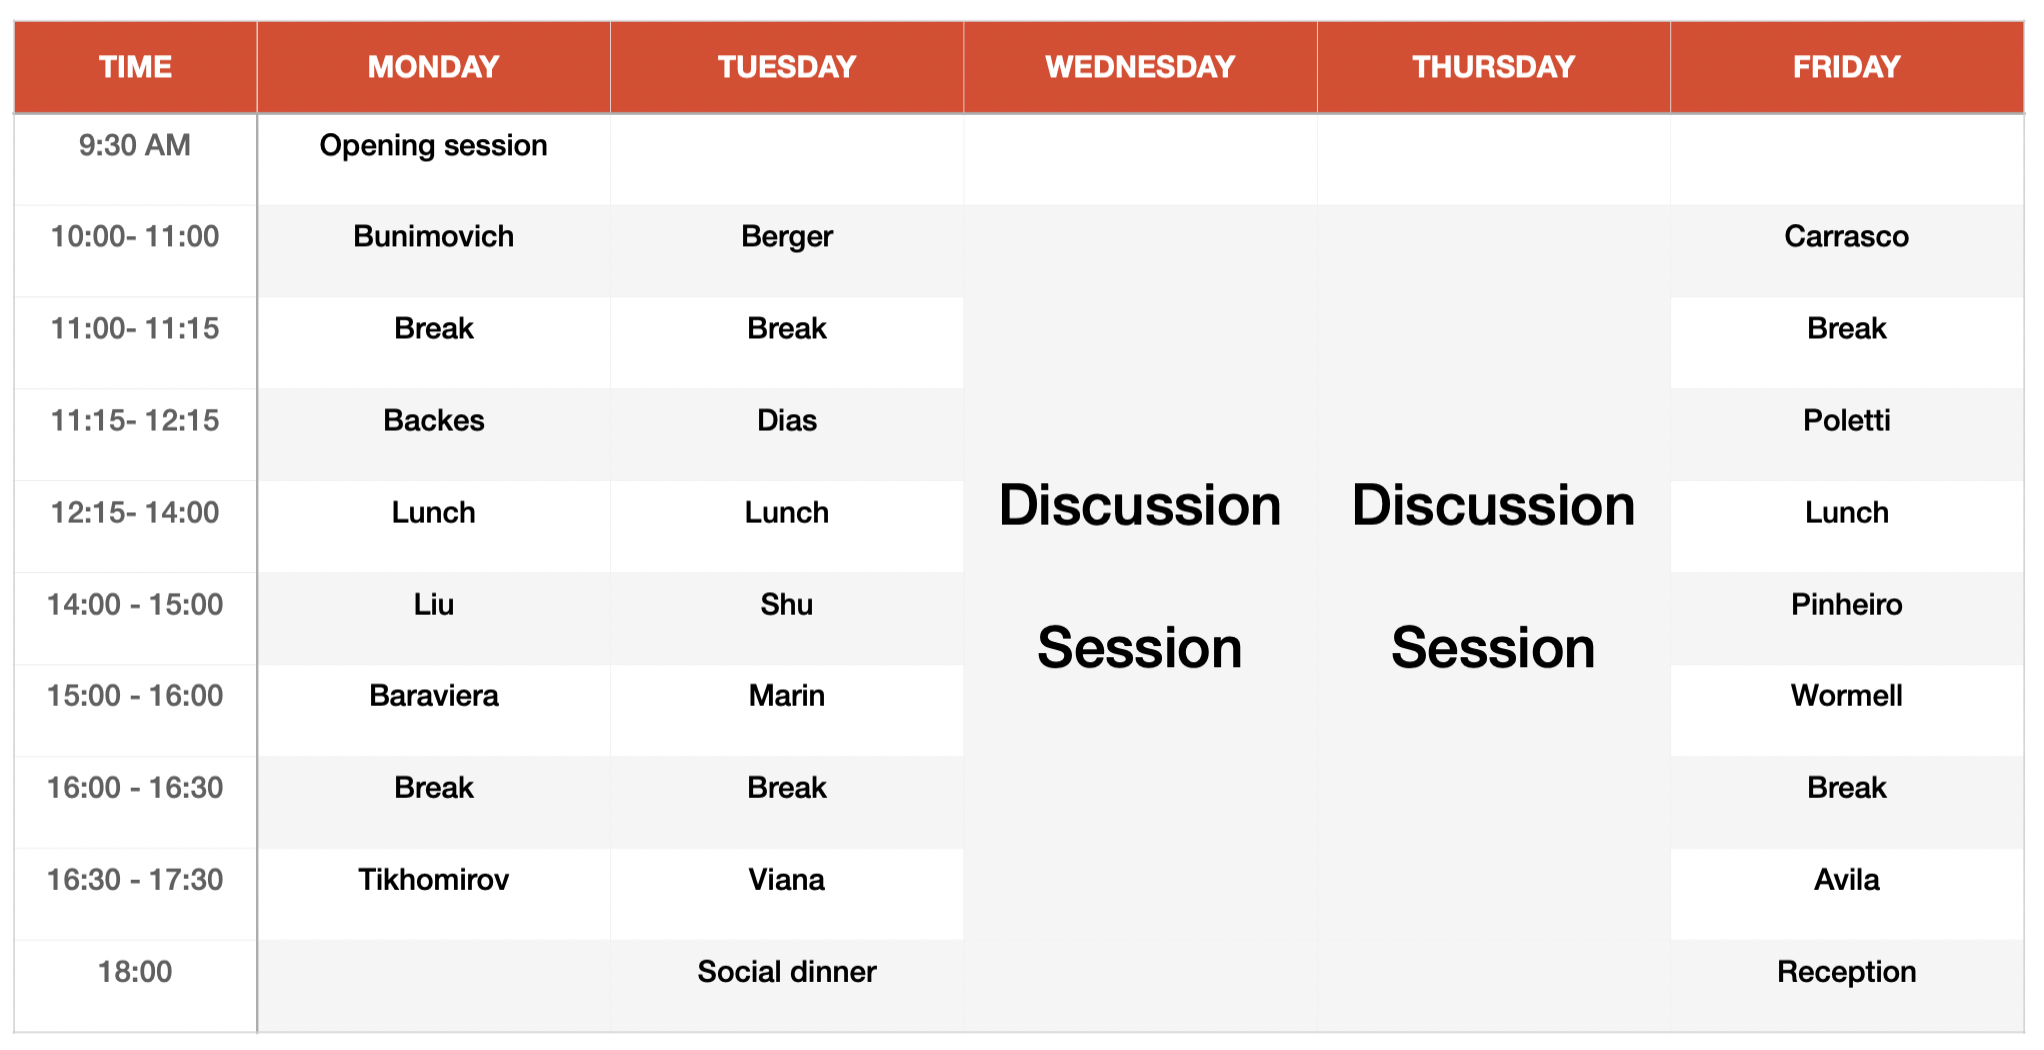 TIME MONDAY TUESDAY WEDNESDAY THURSDAY FRIDAY
9:30 AM Opening session
10:00- 11:00 Bunimovich Berger Carrasco
11:00- 11:15 Break Break Break
11:15- 12:15 Backes Dias Poletti
12:15- 14:00 Lunch Lunch Discussion Discussion Lunch
14:00 - 15:00 Liu Shu Session Session Pinheiro
15:00 - 16:00 Baraviera Marin Wormell
16:00 - 16:30 Break Break Break
16:30 - 17:30 Tikhomirov Viana Avila
18:00 Social dinner Reception